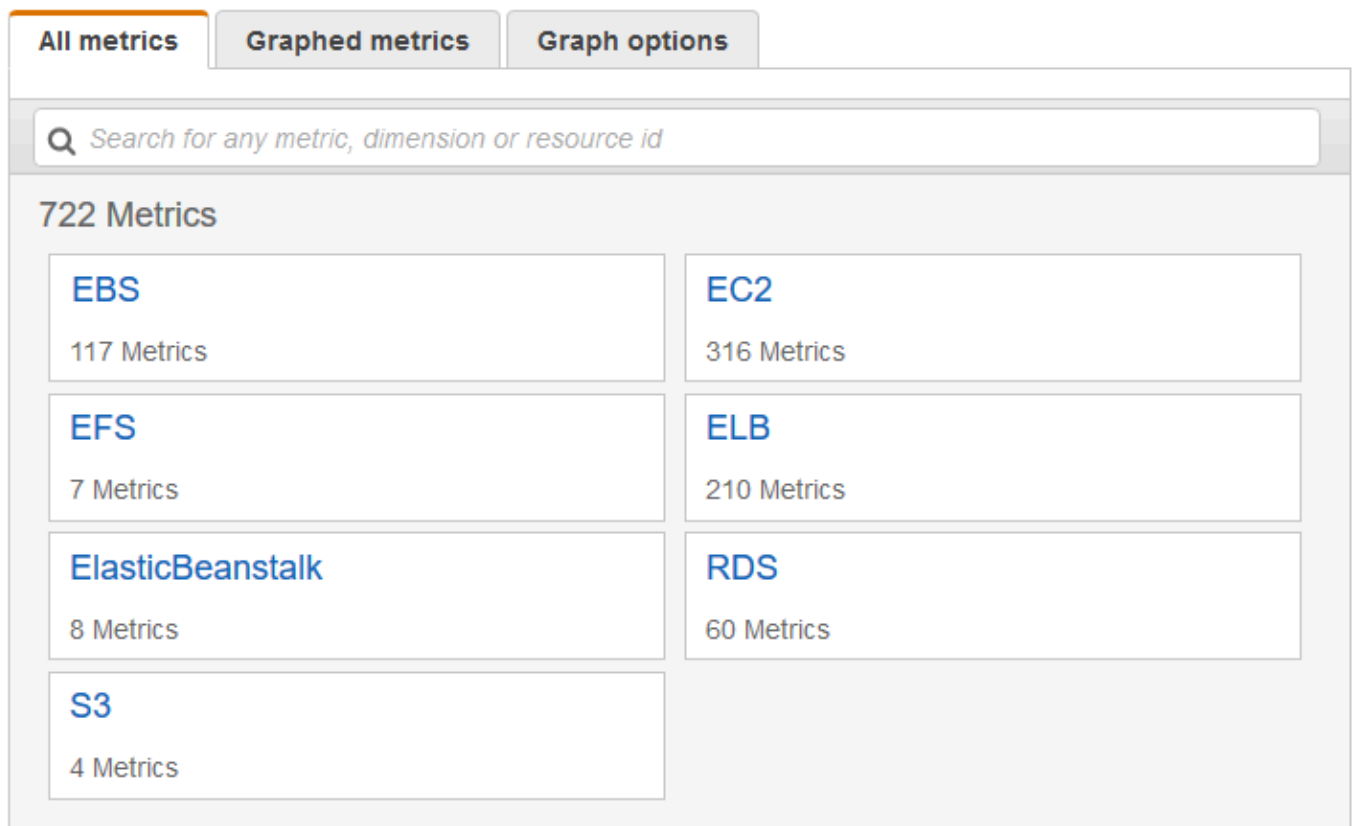 All metrics Graphed metrics Graph options
Search for any metric, dimension or resource id
722 Metrics
EBS EC2
117 Metrics 316 Metrics
EFS ELB
7 Metrics 210 Metrics
ElasticBeanstalk RDS
8 Metrics 60 Metrics
S3
4 Metrics